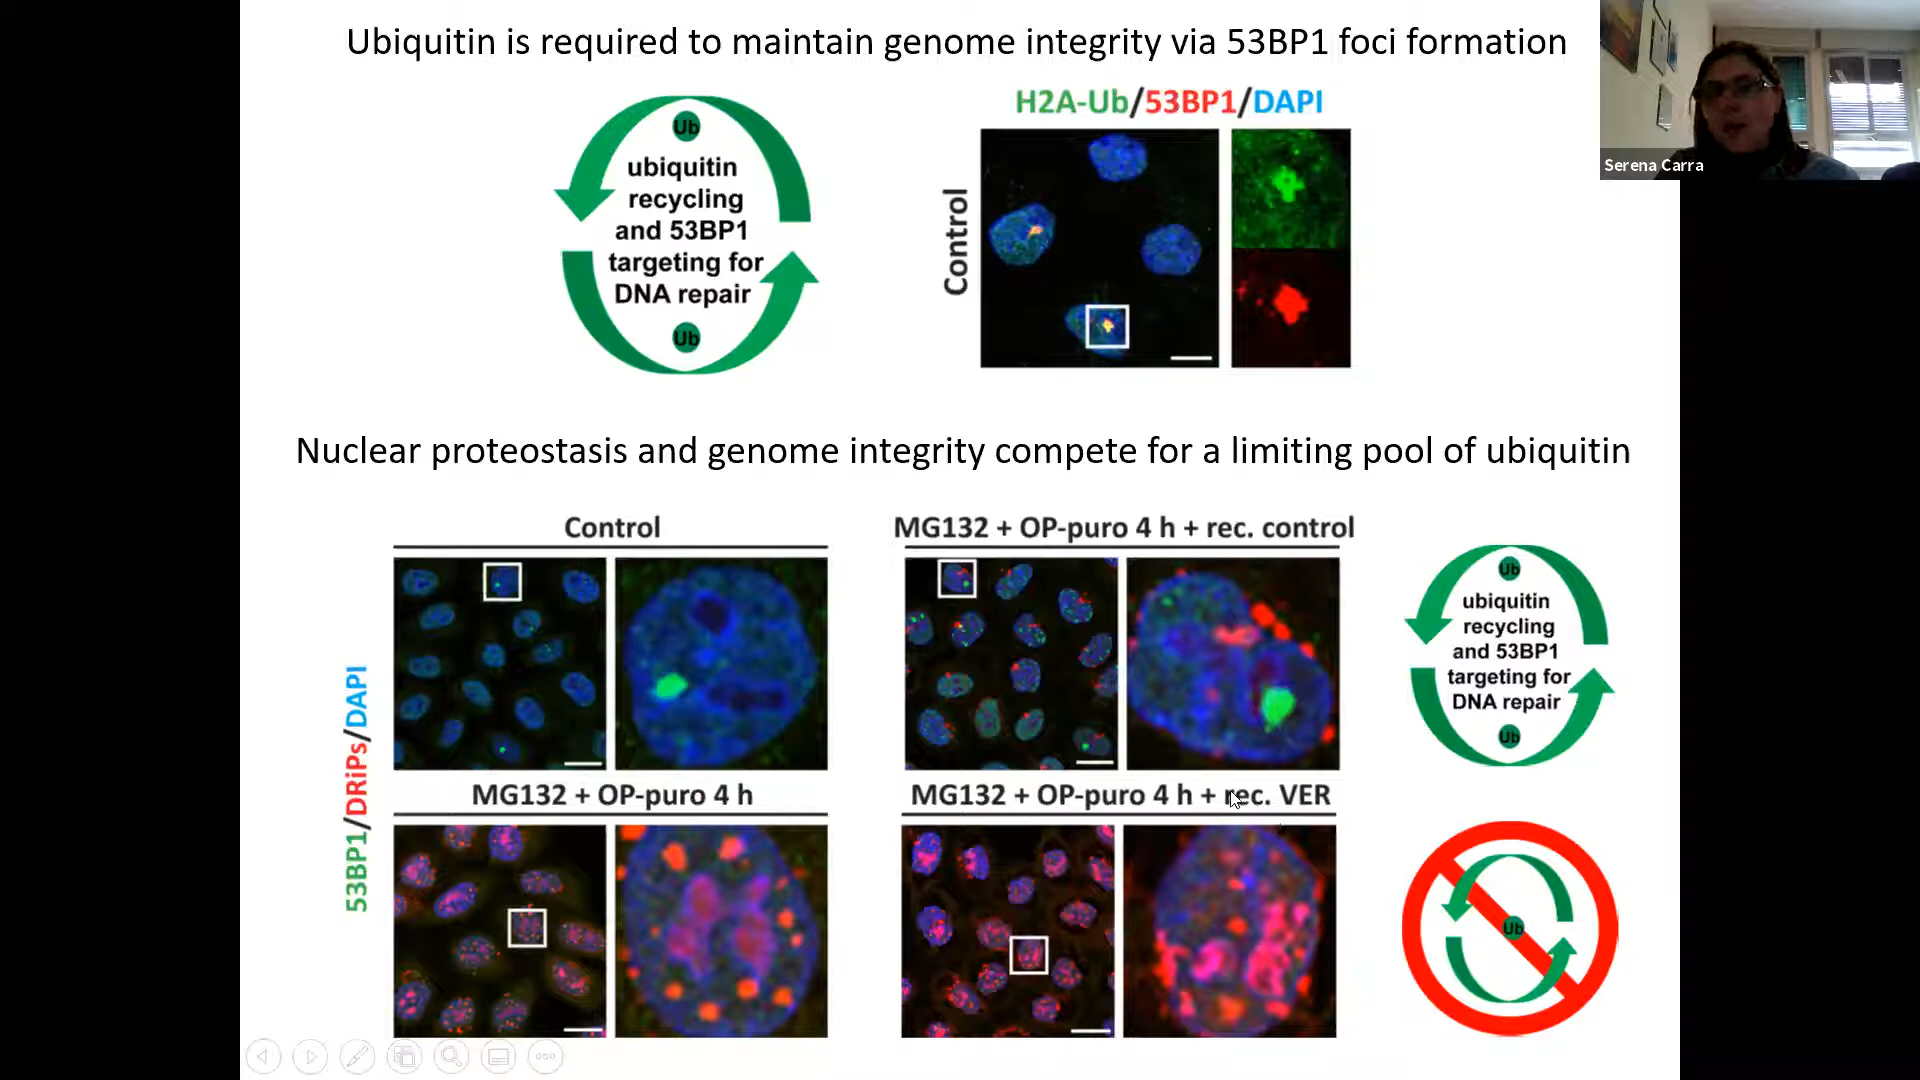 Ubiquitin is required to maintain genome integrity via 53BP1 foci formation
Serena Carra
Ub
ubiquitin
recycling
and 53BP1
targeting for
DNA repair
Ub
H2A-Ub/53BP1/DAPI
Control
Nuclear proteostasis and genome integrity compete for a limiting pool of ubiquitin
53BP1/DRiPs/DAPI
Control
MG132 + OP-puro 4 h + rec. control
MG132 + OP-puro 4 h
MG132 + OP-puro 4 h + rec. VER
Ub
ubiquitin
recycling
and 53BP1
targeting for
DNA repair
Ub
Ub